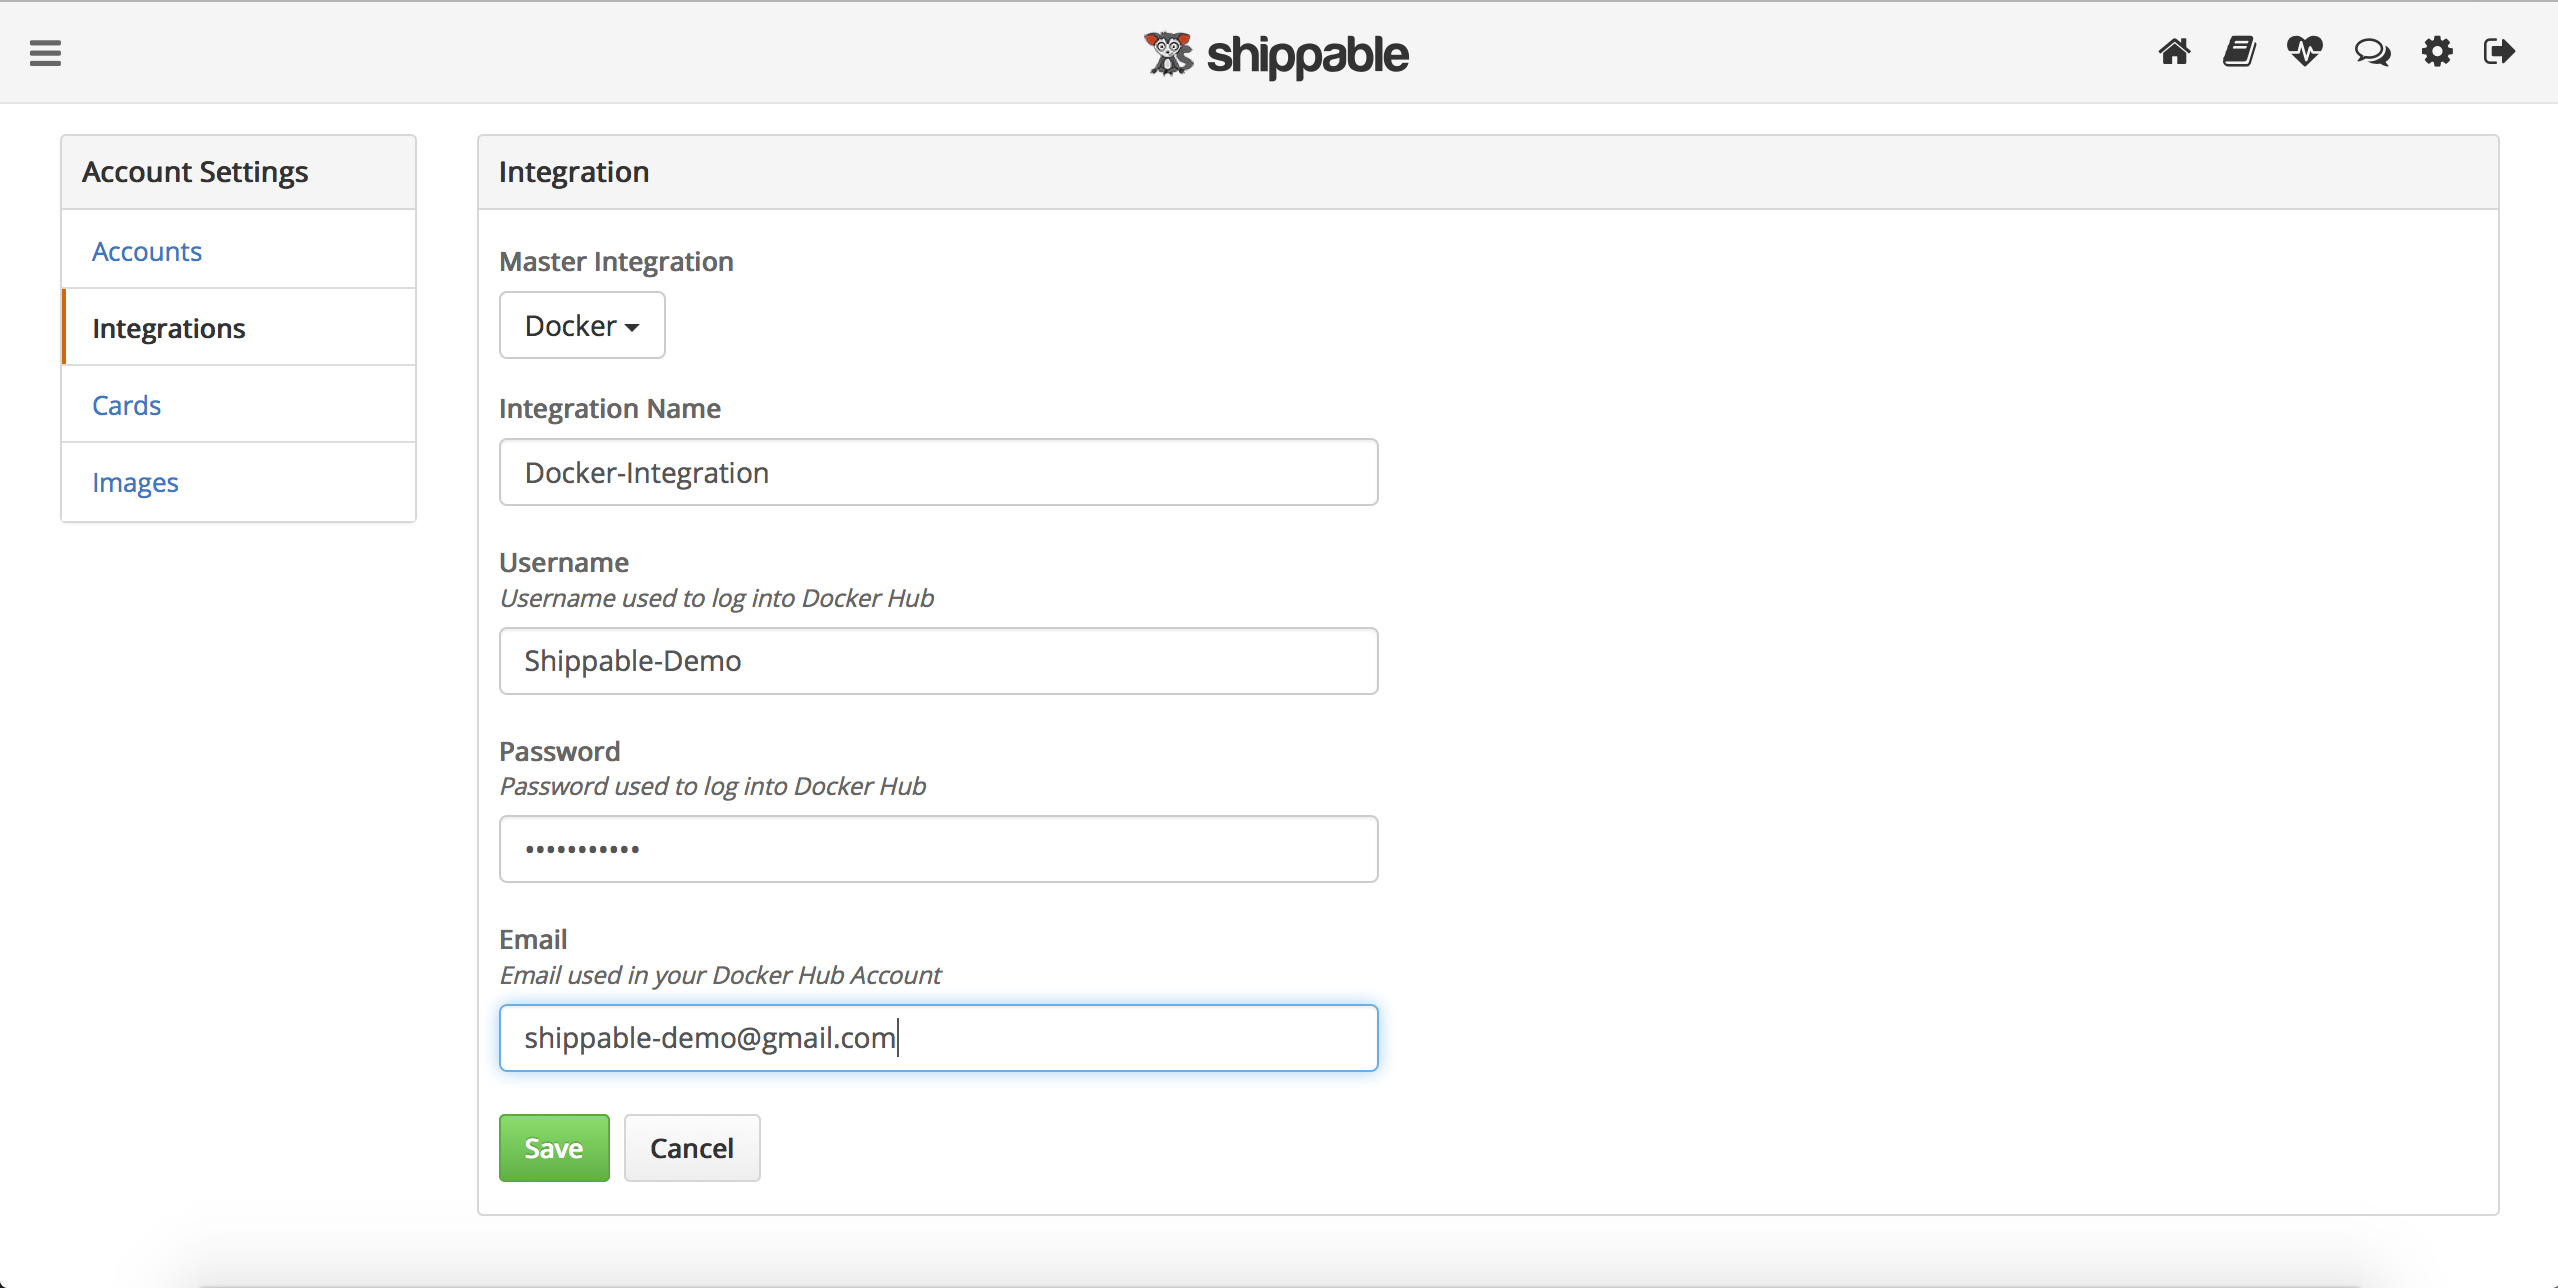 shippable
Account Settings
Accounts
Integrations
Cards
Images
Integration
Master Integration
Docker
Integration Name
Docker-Integration
Username
Username used to log into Docker Hub
Shippable-Demo
Password
Password used to log into Docker Hub
•••••••••••
Email
Email used in your Docker Hub Account
shippable-demo@gmail.com
Save Cancel